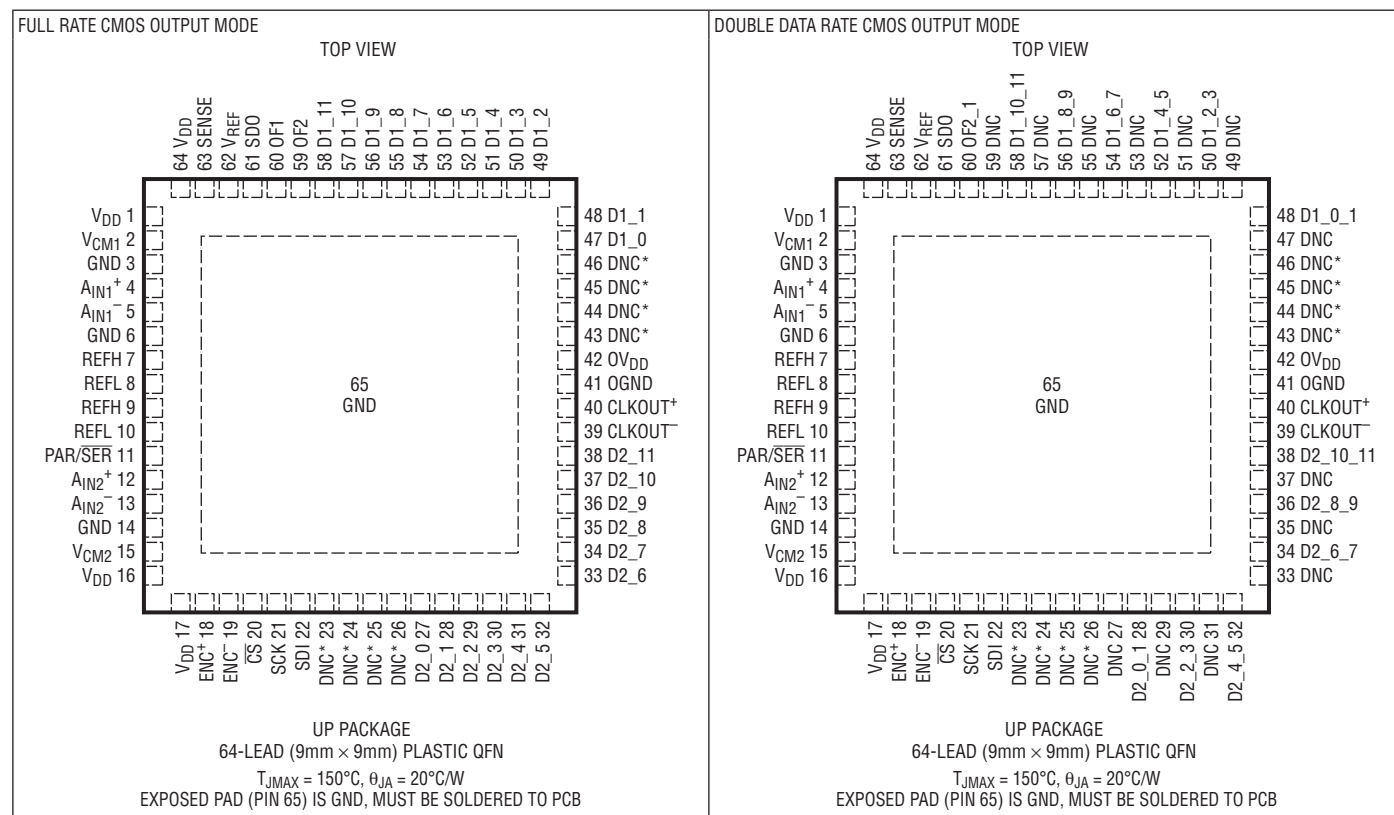 FULL RATE CMOS OUTPUT MODE
TOP VIEW
64 VDD
63 SENSE
62 VREF
61 SDO
60 OF1
59 OF2
58 D1_11
57 D1_10
56 D1_9
55 D1_8
54 D1_7
53 D1_6
52 D1_5
51 D1_4
50 D1_3
49 D1_2
VDD 1
VCM1 2
GND 3
AIN1+ 4
AIN1– 5
GND 6
REFH 7
REFL 8
REFH 9
REFL 10
PAR/SER 11
AIN2+ 12
AIN2– 13
GND 14
VCM2 15
VDD 16
65
GND
48 D1_1
47 D1_0
46 DNC*
45 DNC*
44 DNC*
43 DNC*
42 OVDD
41 OGND
40 CLKOUT+
39 CLKOUT–
38 D2_11
37 D2_10
36 D2_9
35 D2_8
34 D2_7
33 D2_6
VDD 17
ENC+ 18
ENC– 19
CS 20
SCK 21
SDI 22
DNC* 23
DNC* 24
DNC* 25
DNC* 26
D2_0 27
D2_1 28
D2_2 29
D2_3 30
D2_4 31
D2_5 32
UP PACKAGE
64-LEAD (9mm × 9mm) PLASTIC QFN
TJMAX = 150°C, θJA = 20°C/W
EXPOSED PAD (PIN 65) IS GND, MUST BE SOLDERED TO PCB
DOUBLE DATA RATE CMOS OUTPUT MODE
TOP VIEW
64 VDD
63 SENSE
62 VREF
61 SDO
60 OF2_1
59 DNC
58 D1_10_11
57 DNC
56 D1_8_9
55 DNC
54 D1_6_7
53 DNC
52 D1_4_5
51 DNC
50 D1_2_3
49 DNC
VDD 1
VCM1 2
GND 3
AIN1+ 4
AIN1– 5
GND 6
REFH 7
REFL 8
REFH 9
REFL 10
PAR/SER 11
AIN2+ 12
AIN2– 13
GND 14
VCM2 15
VDD 16
65
GND
48 D1_0_1
47 DNC
46 DNC*
45 DNC*
44 DNC*
43 DNC*
42 OVDD
41 OGND
40 CLKOUT+
39 CLKOUT–
38 D2_10_11
37 DNC
36 D2_8_9
35 DNC
34 D2_6_7
33 DNC
VDD 17
ENC+ 18
ENC– 19
CS 20
SCK 21
SDI 22
DNC* 23
DNC* 24
DNC* 25
DNC* 26
DNC 27
D2_0_1 28
DNC 29
D2_2_3 30
DNC 31
D2_4_5 32
UP PACKAGE
64-LEAD (9mm × 9mm) PLASTIC QFN
TJMAX = 150°C, θJA = 20°C/W
EXPOSED PAD (PIN 65) IS GND, MUST BE SOLDERED TO PCB